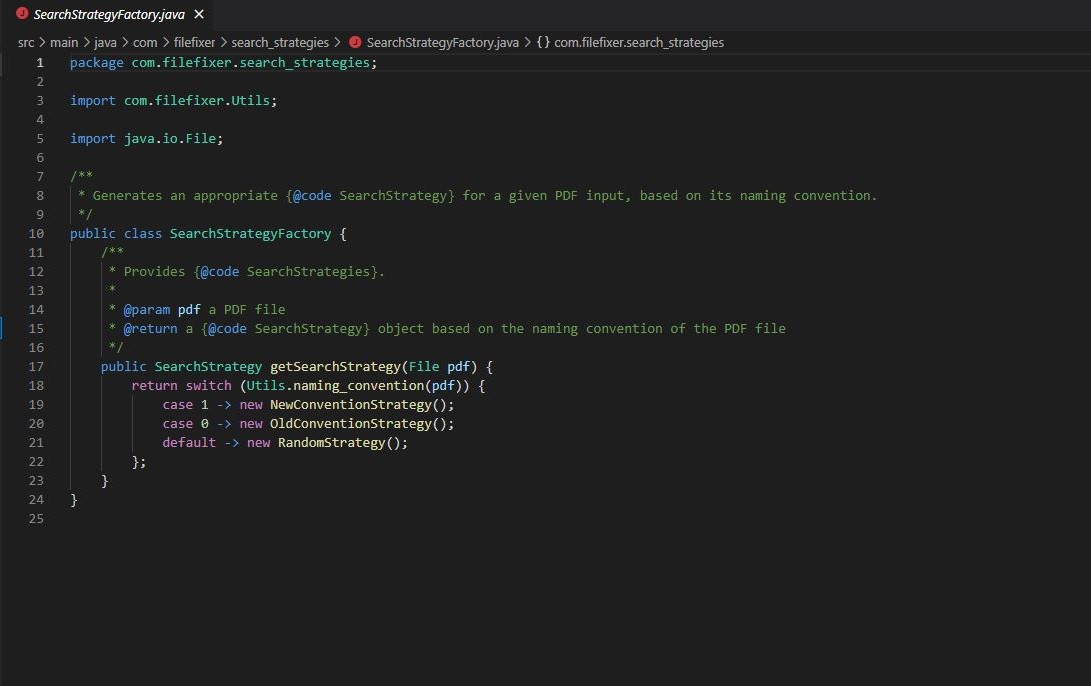 SearchStrategyFactory.java ×
src > main > java > com > filefixer > search_strategies > J SearchStrategyFactory.java > {} com.filefixer.search_strategies
1 package com.filefixer.search_strategies;
2
3 import com.filefixer.Utils;
4
5 import java.io.File;
6
7 /**
8  * Generates an appropriate {@code SearchStrategy} for a given PDF input, based on its naming convention.
9  */
10 public class SearchStrategyFactory {
11     /**
12      * Provides {@code SearchStrategies}.
13      *
14      * @param pdf a PDF file
15      * @return a {@code SearchStrategy} object based on the naming convention of the PDF file
16      */
17     public SearchStrategy getSearchStrategy(File pdf) {
18         return switch (Utils.naming_convention(pdf)) {
19             case 1 -> new NewConventionStrategy();
20             case 0 -> new OldConventionStrategy();
21             default -> new RandomStrategy();
22         };
23     }
24 }
25